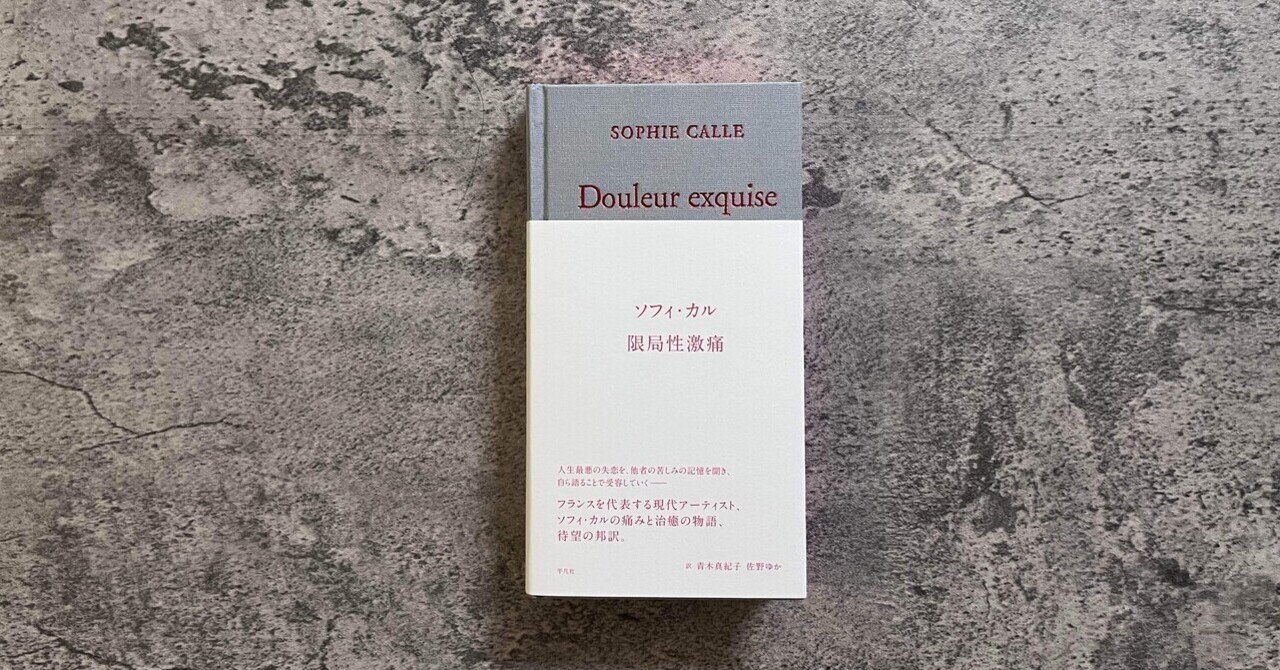 SOPHIE CALLE
Douleur exquise
ソフィ・カル
限局性激痛
人生最悪の失恋を、他者の苦しみの記憶を聞き、
自ら語ることで受容していく——
フランスを代表する現代アーティスト、
ソフィ・カルの痛みと治癒の物語、
待望の邦訳。
訳 青木真紀子 佐野ゆか
平凡社